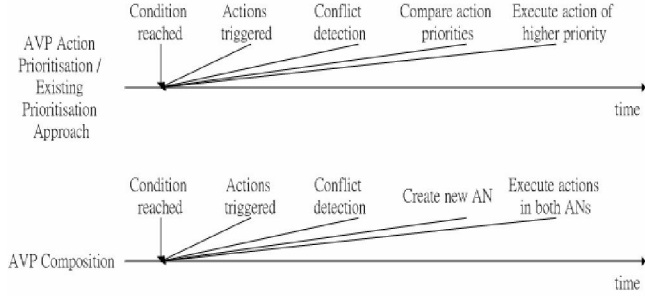 AVP Action
Prioritisation /
Existing
Prioritisation
Approach
Condition
reached
Actions
triggered
Conflict
detection
Compare action
priorities
Execute action of
higher priority
time
AVP Composition
Condition
reached
Actions
triggered
Conflict
detection
Create new AN
Execute actions
in both ANs
time